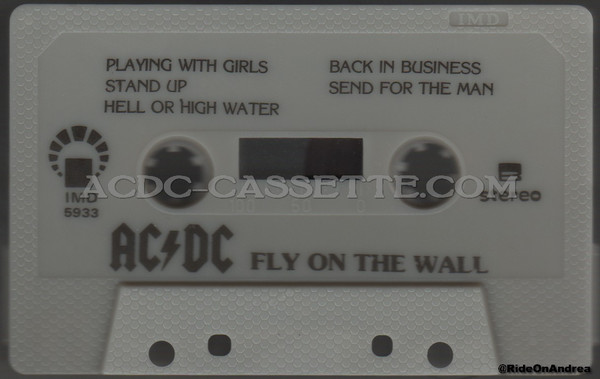 IMD
PLAYING WITH GIRLS
STAND UP
HELL OR HIGH WATER
BACK IN BUSINESS
SEND FOR THE MAN
IMD
5933
ACDC-CASSETTE.COM
stereo
100
AC⚡DC FLY ON THE WALL
@RideOnAndrea